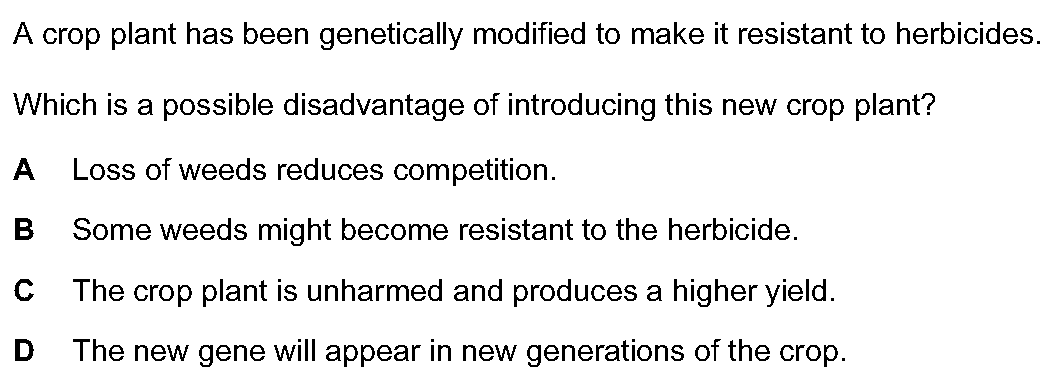 A crop plant has been genetically modified to make it resistant to herbicides.
Which is a possible disadvantage of introducing this new crop plant?
A Loss of weeds reduces competition.
B Some weeds might become resistant to the herbicide.
C The crop plant is unharmed and produces a higher yield.
D The new gene will appear in new generations of the crop.